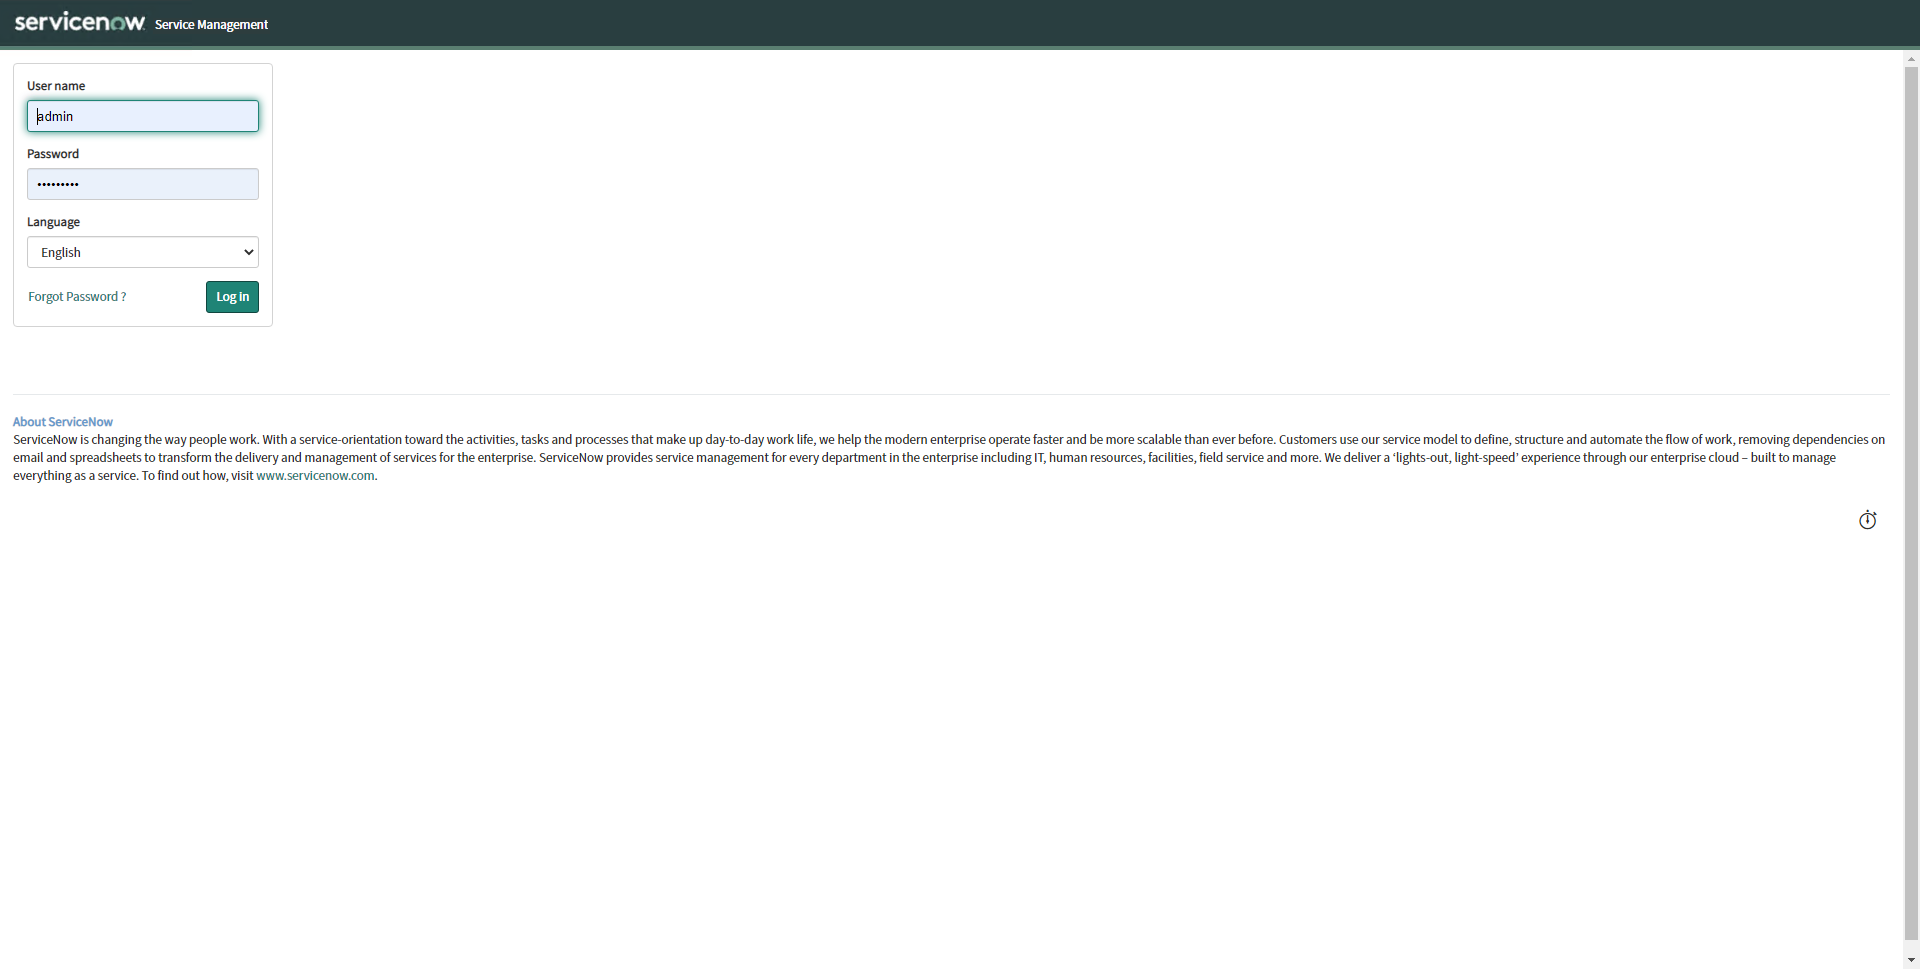 servicenow Service Management
User name
admin
Password
•••••••••
Language
English
Forgot Password ? Log in
About ServiceNow
ServiceNow is changing the way people work. With a service-orientation toward the activities, tasks and processes that make up day-to-day work life, we help the modern enterprise operate faster and be more scalable than ever before. Customers use our service model to define, structure and automate the flow of work, removing dependencies on
email and spreadsheets to transform the delivery and management of services for the enterprise. ServiceNow provides service management for every department in the enterprise including IT, human resources, facilities, field service and more. We deliver a ‘lights-out, light-speed’ experience through our enterprise cloud – built to manage
everything as a service. To find out how, visit www.servicenow.com.